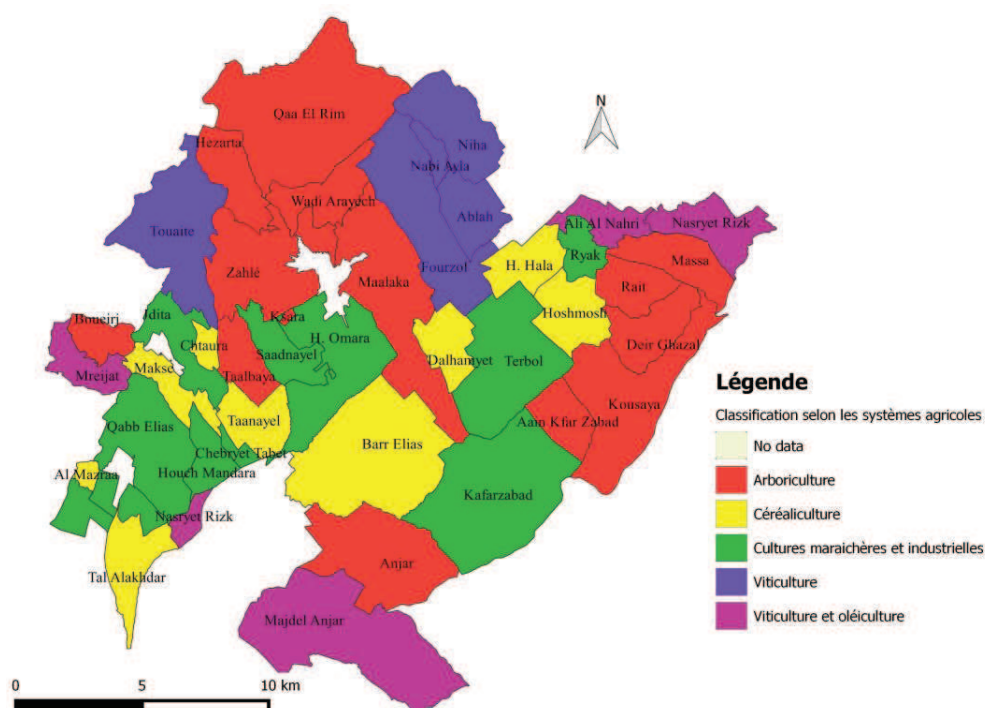 Qaa El Rim
N
Hezarta
Niha
Nabi Ayla
Wadi Arayech
Ablah
Touaite
Ali Al Nahri
Nasryet Rizk
Ryak
Massa
H. Hala
Zahlé
Maalaka
Fourzol
Rait
Boueirj
Jdita
Ksara
Hoshmosh
H. Omara
Chtaura
Saadnayel
Dalhamyet
Terbol
Deir Ghazal
Makse
Taalbaya
Mreijat
Kousaya
Qabb Elias
Taanayel
Aain Kfar Zabad
Barr Elias
Chebryet Tabet
Al Mazraa
Houch Mandara
Kafarzabad
Nasryet Rizk
Anjar
Tal Alakhdar
Majdel Anjar
Légende
Classification selon les systèmes agricoles
No data
Arboriculture
Céréaliculture
Cultures maraichères et industrielles
Viticulture
Viticulture et oléiculture
0 5 10 km